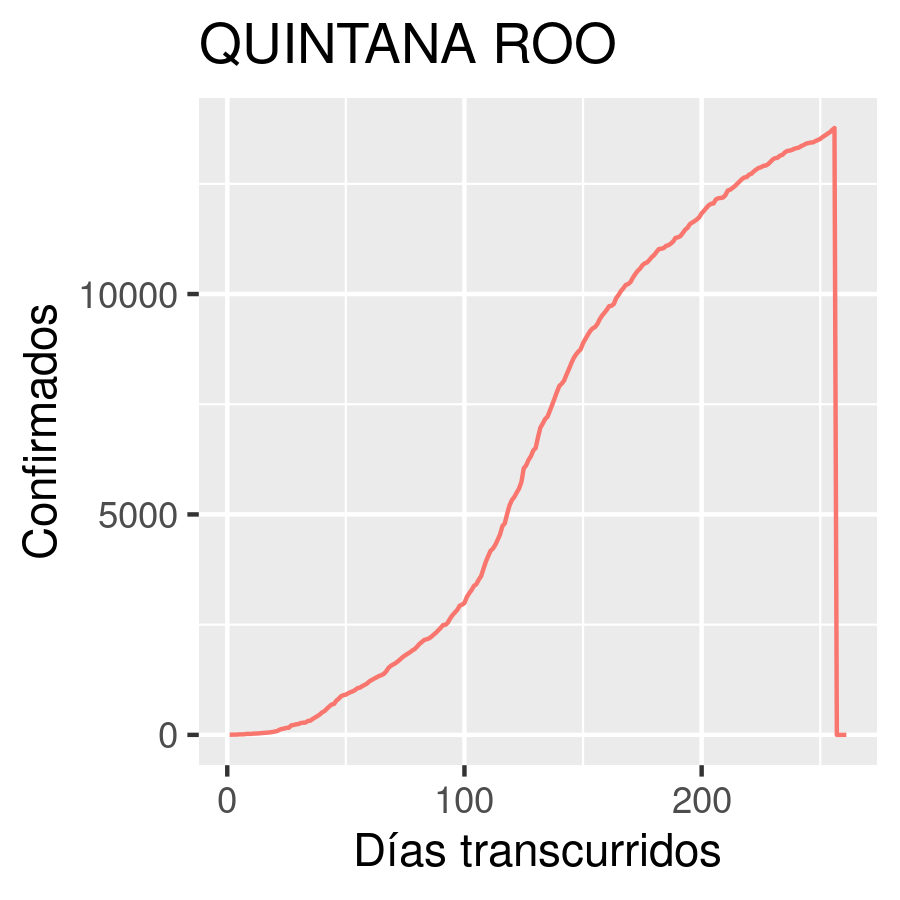 QUINTANA ROO
Confirmados
10000
5000
0
0 100 200
Días transcurridos